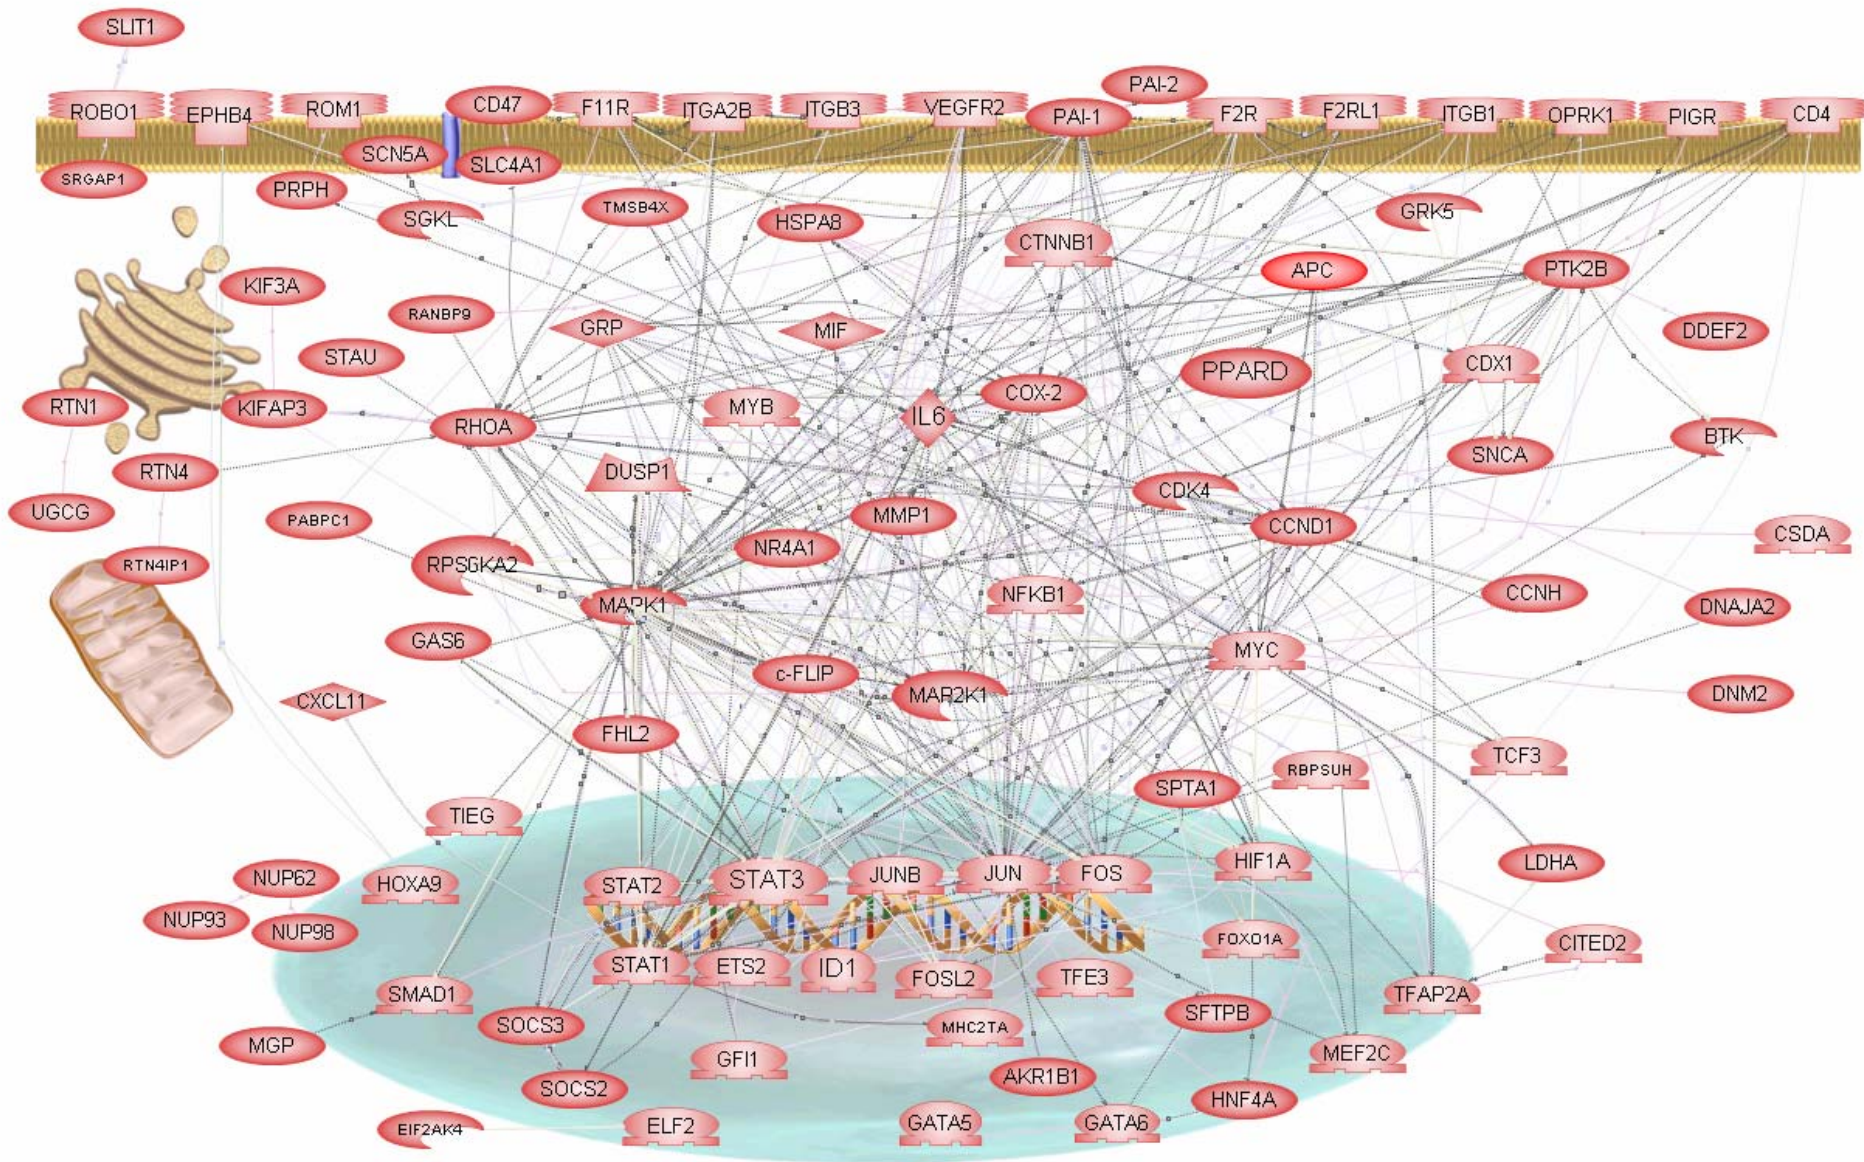 SLIT1
PAI-2
ROBO1
EPHB4
ROM1
CD47
F11R
ITGA2B
ITGB3
VEGFR2
PAI-1
F2R
F2RL1
ITGB1
OPRK1
PIGR
CD4
SCN5A
SLC4A1
SRGAP1
PRPH
SGKL
TMSB4X
HSPA8
CTNNB1
GRK5
APC
PTK2B
KIF3A
RANBP9
GRP
MIF
DDEF2
STAU
PPARD
CDX1
RTN1
KIFAP3
RHOA
MYB
IL6
COX-2
BTK
SNCA
RTN4
DUSP1
CDK4
UGCG
PABPC1
MMP1
CCND1
CSDA
NR4A1
RTN4IP1
RPS6KA2
MAPK1
NFKB1
CCNH
DNAJA2
GAS6
MYC
c-FLIP
MAP2K1
DNM2
CXCL11
FHL2
TCF3
RBPSUH
SPTA1
TIEG
HIF1A
LDHA
NUP62
HOXA9
STAT2
STAT3
JUNB
JUN
FOS
NUP93
NUP98
FOXO1A
CITED2
STAT1
ETS2
ID1
FOSL2
TFE3
SMAD1
TFAP2A
SOCS3
MHC2TA
SFTPB
MGP
GFI1
MEF2C
SOCS2
AKR1B1
HNF4A
EIF2AK4
ELF2
GATA5
GATA6